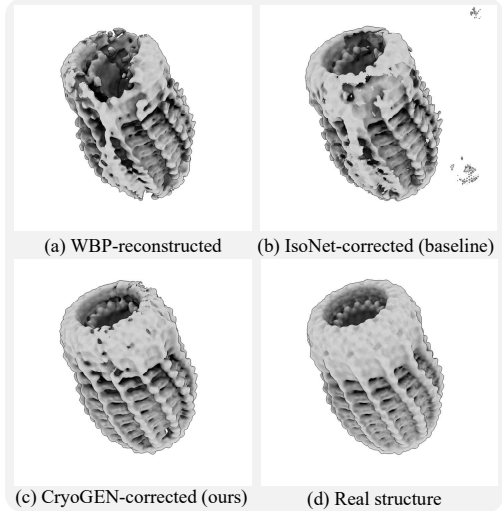 (a) WBP-reconstructed
(b) IsoNet-corrected (baseline)
(c) CryoGEN-corrected (ours)
(d) Real structure